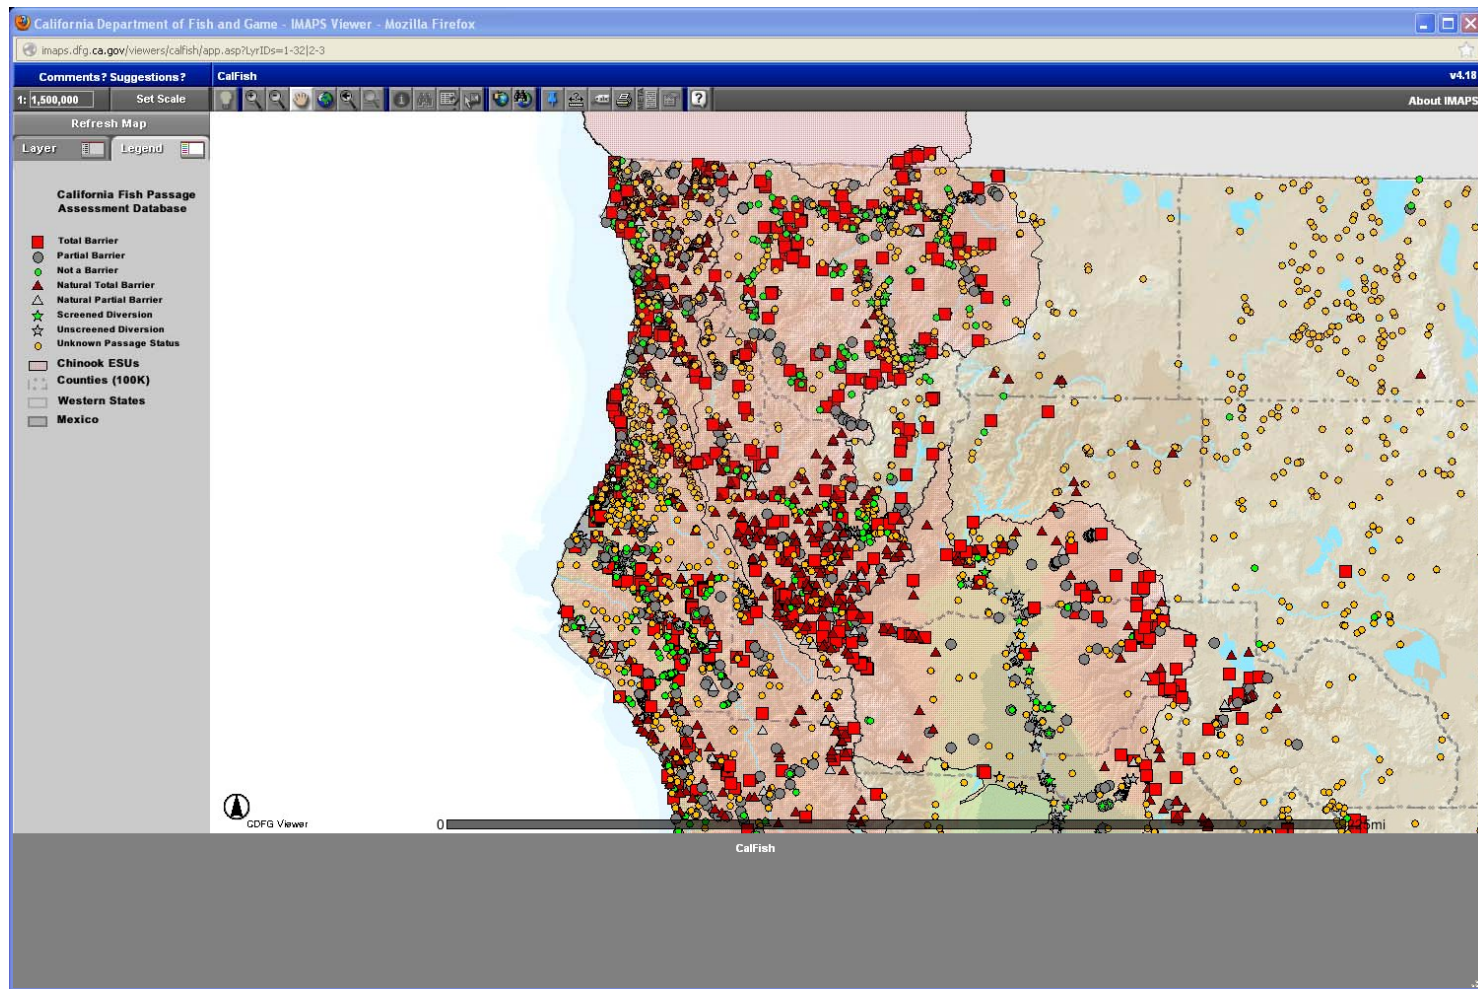 California Department of Fish and Game - IMAPS Viewer - Mozilla Firefox
imaps.dfg.ca.gov/viewers/calfish/app.asp?LyrIDs=1-32|2-3
Comments? Suggestions?
CalFish
v4.18
1: 1,500,000
Set Scale
About IMAPS
Refresh Map
Layer
Legend
California Fish Passage
Assessment Database
Total Barrier
Partial Barrier
Not a Barrier
Natural Total Barrier
Natural Partial Barrier
Screened Diversion
Unscreened Diversion
Unknown Passage Status
Chinook ESUs
Counties (100K)
Western States
Mexico
CDFG Viewer
0
mi
CalFish